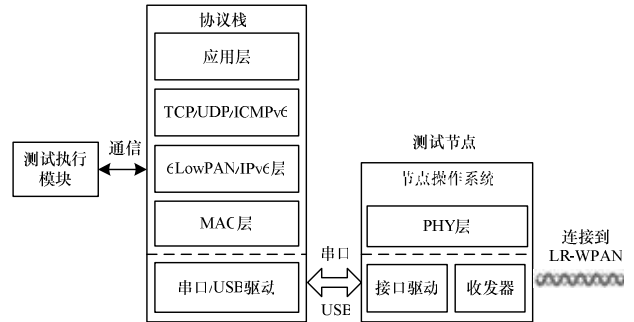 协议栈
应用层
TCP/UDP/ICMPv6
通信
测试执行
模块
6LowPAN/IPv6层
MAC层
串口/USB驱动
串口
USB
测试节点
节点操作系统
PHY层
接口驱动
收发器
连接到
LR-WPAN